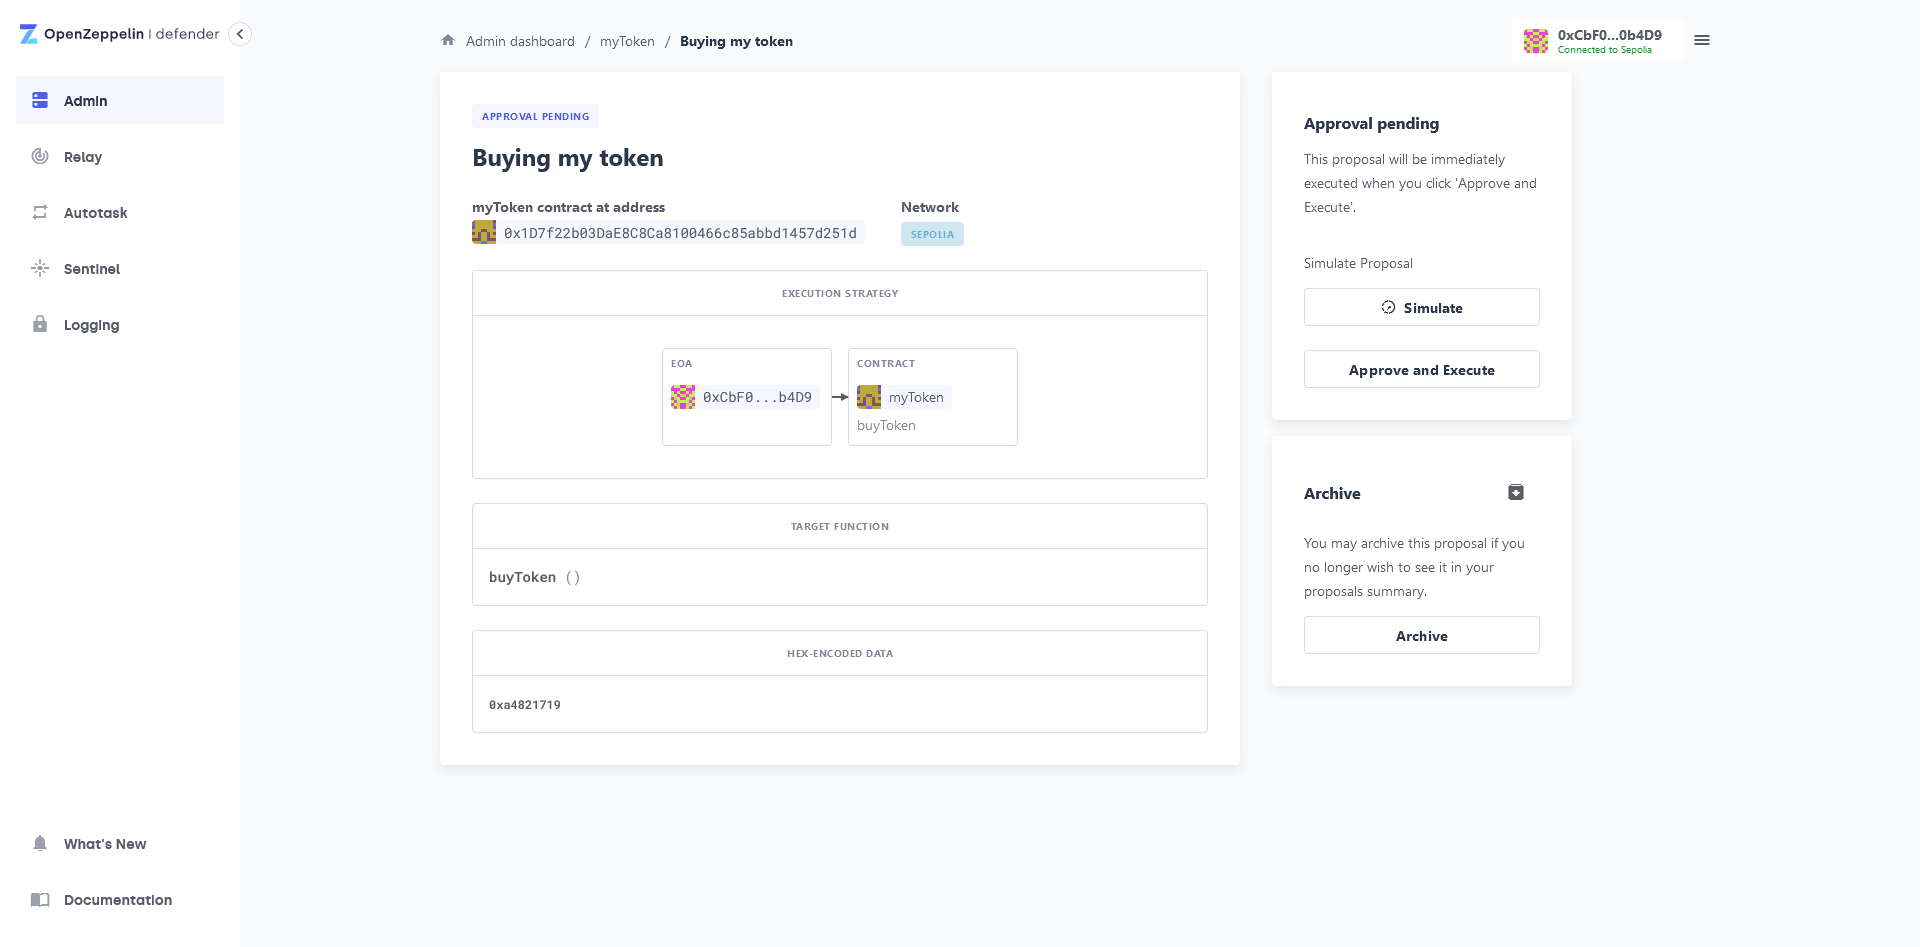 OpenZeppelin | defender
Admin
Relay
Autotask
Sentinel
Logging
What's New
Documentation
Admin dashboard / myToken / Buying my token
0xCbF0...0b4D9
Connected to Sepolia
APPROVAL PENDING
Buying my token
myToken contract at address
0x1D7f22b03DaE8C8Ca8100466c85abbd1457d251d
Network
SEPOLIA
EXECUTION STRATEGY
EOA
0xCbF0...b4D9
CONTRACT
myToken
buyToken
TARGET FUNCTION
buyToken ()
HEX-ENCODED DATA
0xa4821719
Approval pending
This proposal will be immediately
executed when you click 'Approve and
Execute'.
Simulate Proposal
Simulate
Approve and Execute
Archive
You may archive this proposal if you
no longer wish to see it in your
proposals summary.
Archive